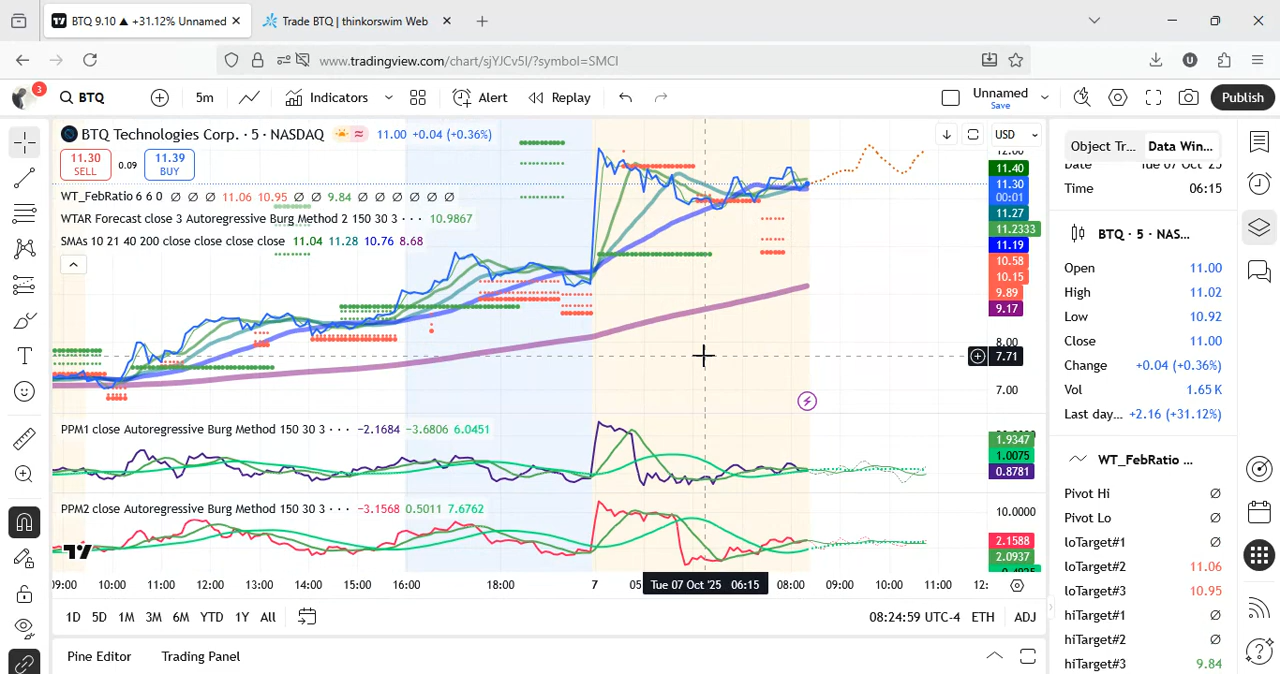 BTQ 9.10 ▲ +31.12% Unnamed
Trade BTQ | thinkorswim Web
www.tradingview.com/chart/sjYJCv5I/?symbol=SMCI
3
BTQ
5m
Indicators
Alert
Replay
Unnamed
Save
Publish
BTQ Technologies Corp. · 5 · NASDAQ
11.00 +0.04 (+0.36%)
11.30
SELL
0.09
11.39
BUY
WT_FebRatio 6 6 0 ∅ ∅ ∅ 11.06 10.95 ∅ ∅ 9.84 ∅ ∅ ∅ ∅ ∅ ∅
WTAR Forecast close 3 Autoregressive Burg Method 2 150 30 3 · · · 10.9867
SMAs 10 21 40 200 close close close close 11.04 11.28 10.76 8.68
USD
12.00
11.40
11.30
00:01
11.27
11.2333
11.19
10.58
10.15
9.89
9.17
8.00
7.71
7.00
PPM1 close Autoregressive Burg Method 150 30 3 · · · −2.1684 −3.6806 6.0451
1.9347
1.0075
0.8781
PPM2 close Autoregressive Burg Method 150 30 3 · · · −3.1568 0.5011 7.6762
10.0000
2.1588
2.0937
09:00 10:00 11:00 12:00 13:00 14:00 15:00 16:00 18:00 7 05 Tue 07 Oct '25 06:15 08:00 09:00 10:00 11:00 12:
1D 5D 1M 3M 6M YTD 1Y All
08:24:59 UTC-4 ETH ADJ
Pine Editor
Trading Panel
Object Tr...
Data Win...
Date Tue 07 Oct '25
Time 06:15
BTQ · 5 · NAS...
Open 11.00
High 11.02
Low 10.92
Close 11.00
Change +0.04 (+0.36%)
Vol 1.65 K
Last day... +2.16 (+31.12%)
WT_FebRatio ...
Pivot Hi ∅
Pivot Lo ∅
loTarget#1 ∅
loTarget#2 11.06
loTarget#3 10.95
hiTarget#1 ∅
hiTarget#2 ∅
hiTarget#3 9.84